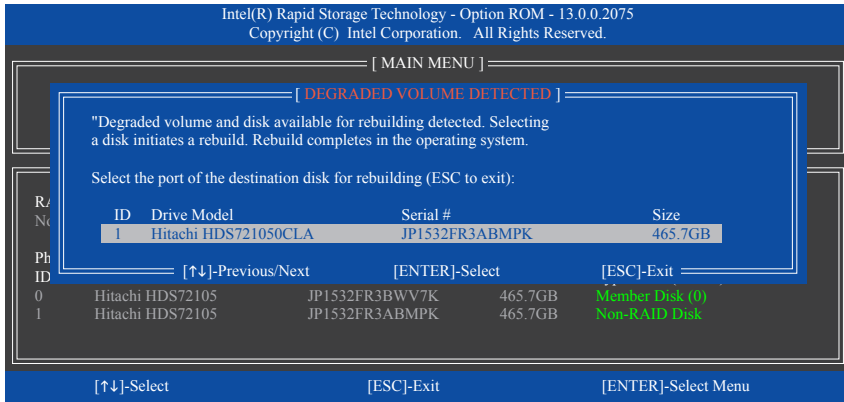 Intel(R) Rapid Storage Technology - Option ROM - 13.0.0.2075
Copyright (C) Intel Corporation. All Rights Reserved.
[ MAIN MENU ]
[ DEGRADED VOLUME DETECTED ]
"Degraded volume and disk available for rebuilding detected. Selecting
a disk initiates a rebuild. Rebuild completes in the operating system.
Select the port of the destination disk for rebuilding (ESC to exit):
ID Drive Model Serial # Size
1 Hitachi HDS721050CLA JP1532FR3ABMPK 465.7GB
[↑↓]-Previous/Next [ENTER]-Select [ESC]-Exit
ID
0 Hitachi HDS72105 JP1532FR3BWV7K 465.7GB Member Disk (0)
1 Hitachi HDS72105 JP1532FR3ABMPK 465.7GB Non-RAID Disk
[↑↓]-Select [ESC]-Exit [ENTER]-Select Menu